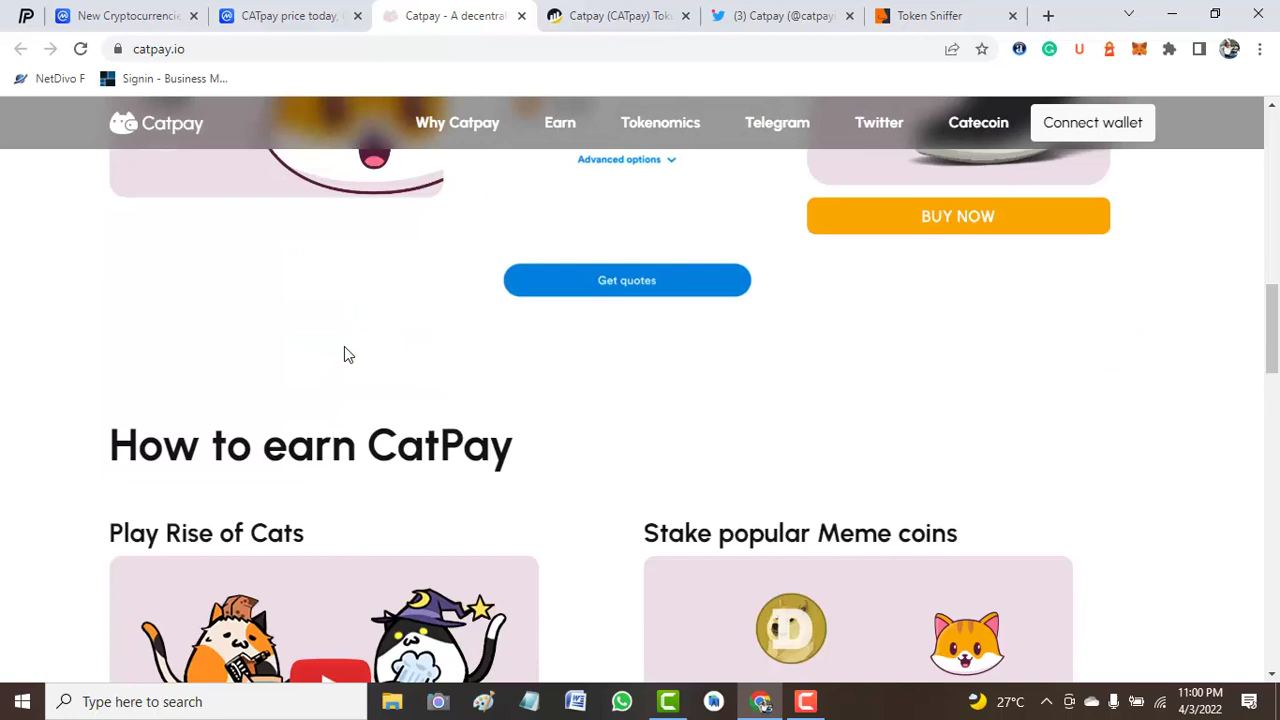 New Cryptocurrencie
CATpay price today,
Catpay - A decentral
Catpay (CATpay) Tok
(3) Catpay (@catpay
Token Sniffer
catpay.io
NetDivo F
Signin - Business M...
Catpay
Why Catpay
Earn
Tokenomics
Telegram
Twitter
Catecoin
Connect wallet
Advanced options
BUY NOW
Get quotes
How to earn CatPay
Play Rise of Cats
Stake popular Meme coins
Type here to search
27°C
11:00 PM
4/3/2022